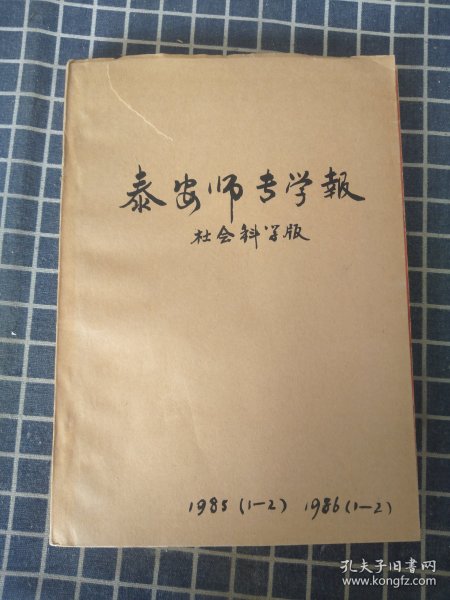 泰安师专学報
社会科学版
1985(1-2) 1986(1-2)
孔夫子旧书网
www.kongfz.com